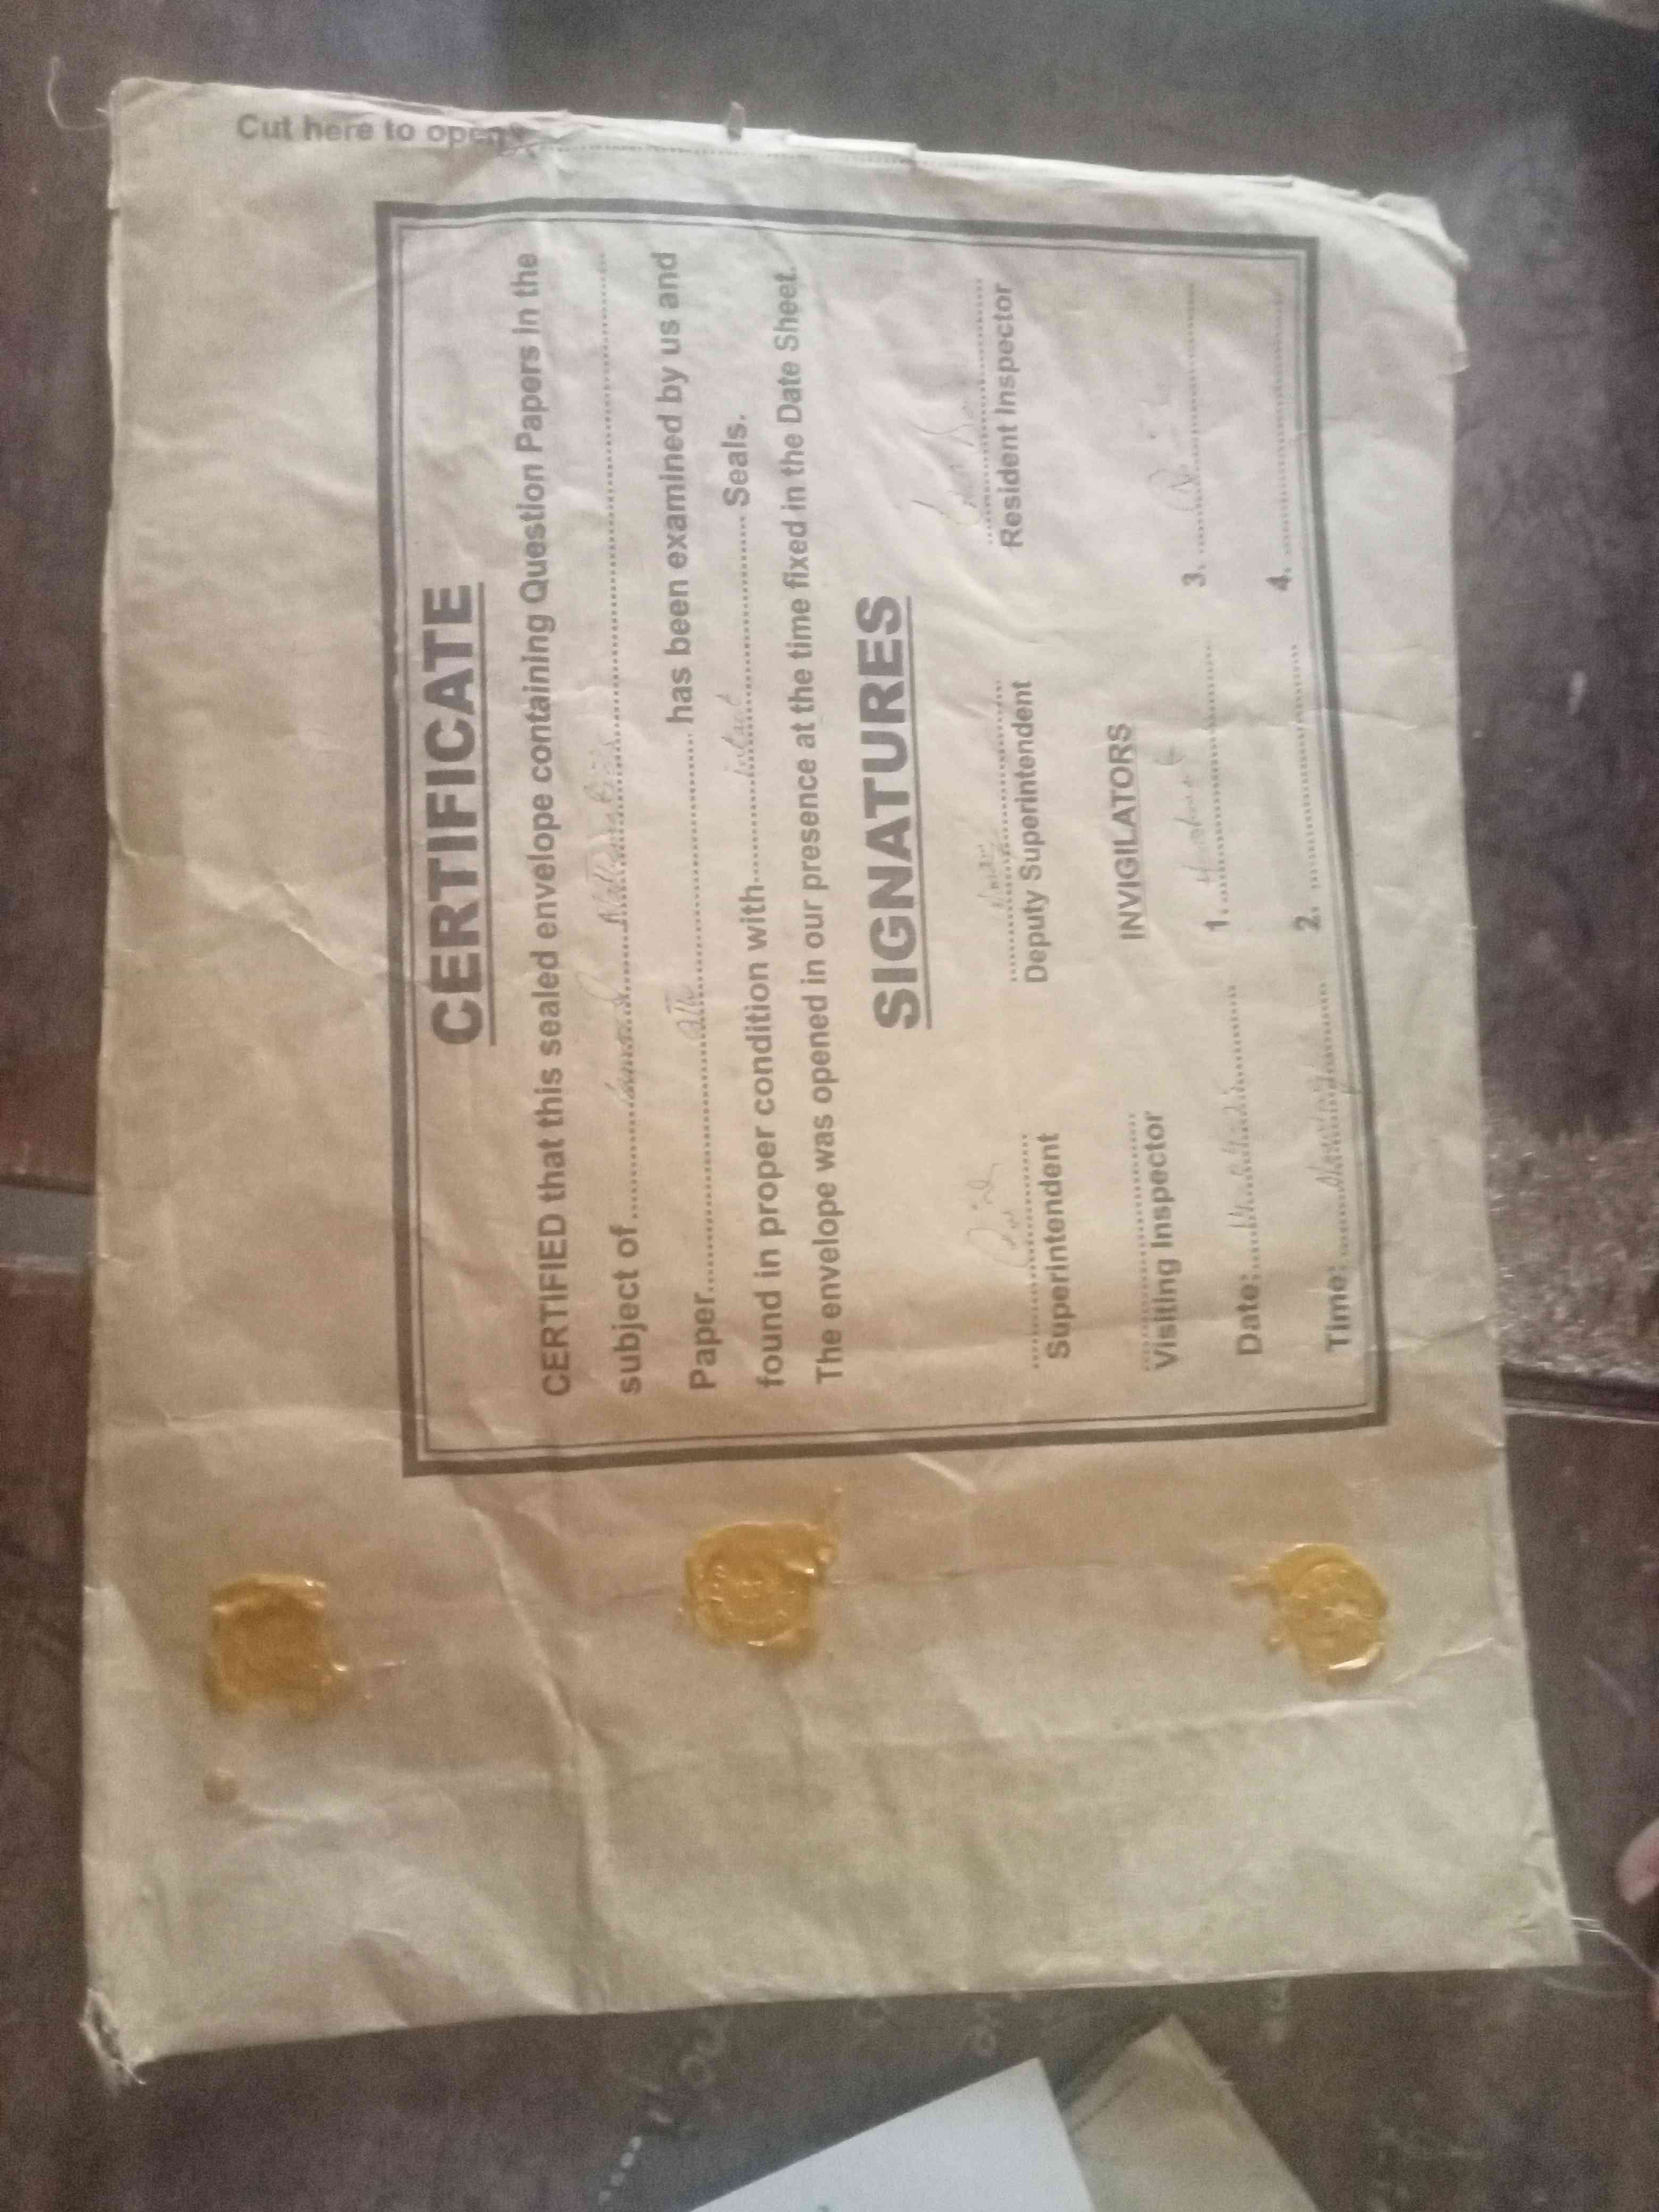 Cut here to open
CERTIFICATE
CERTIFIED that this sealed envelope containing Question Papers in the
subject of....................
Paper.................... has been examined by us and
found in proper condition with.......intact....... Seals.
The envelope was opened in our presence at the time fixed in the Date Sheet.
SIGNATURES
Superintendent Deputy Superintendent Resident Inspector
Visiting Inspector INVIGILATORS
Date:.................... 1..................... 3.....................
Time:.................... 2..................... 4.....................